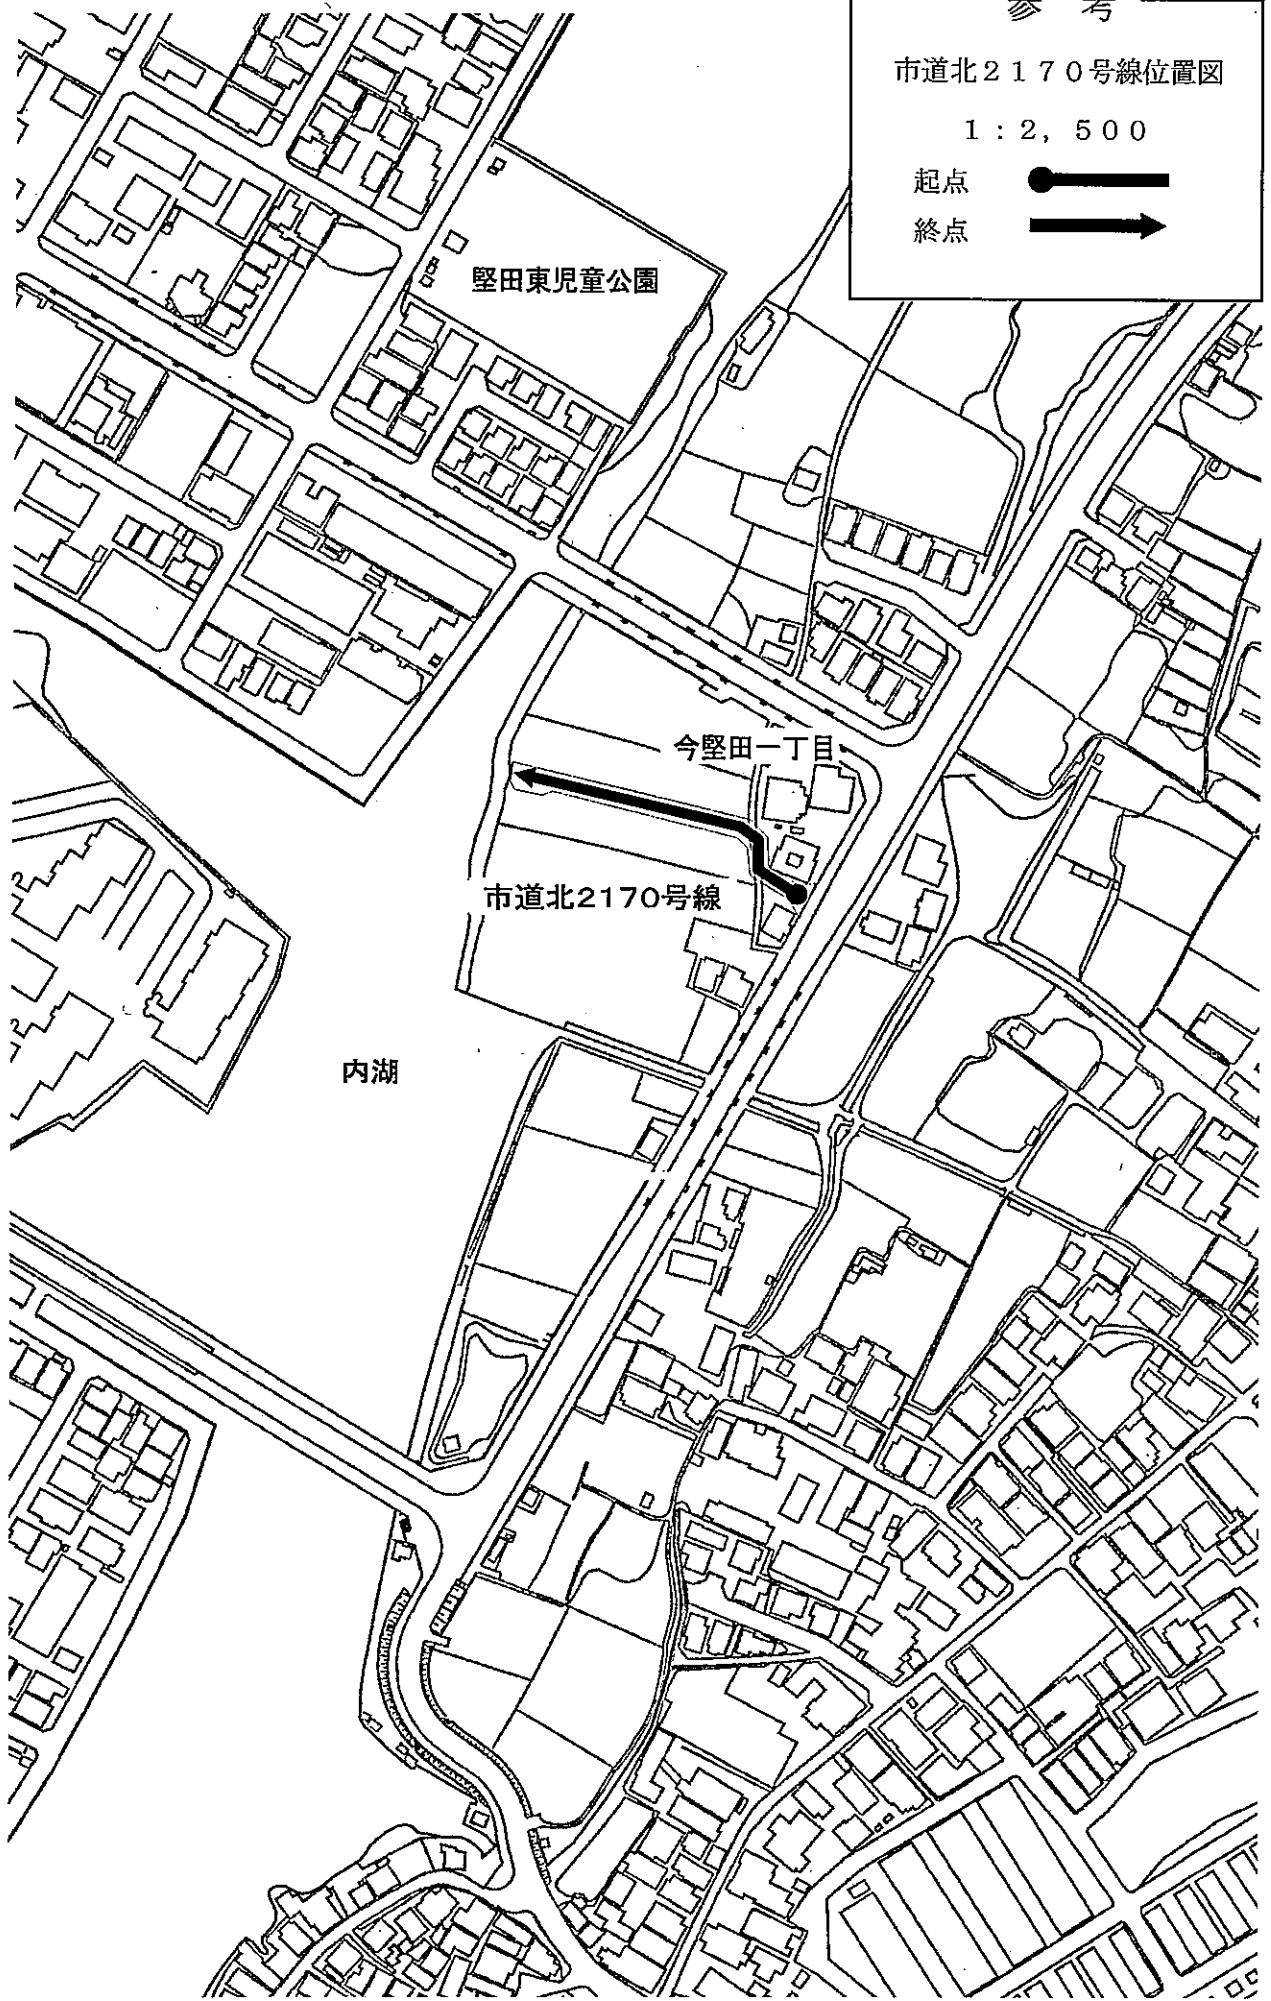 参 考
市道北2170号線位置図
1:2,500
起点
終点
堅田東児童公園
今堅田一丁目
市道北2170号線
内湖